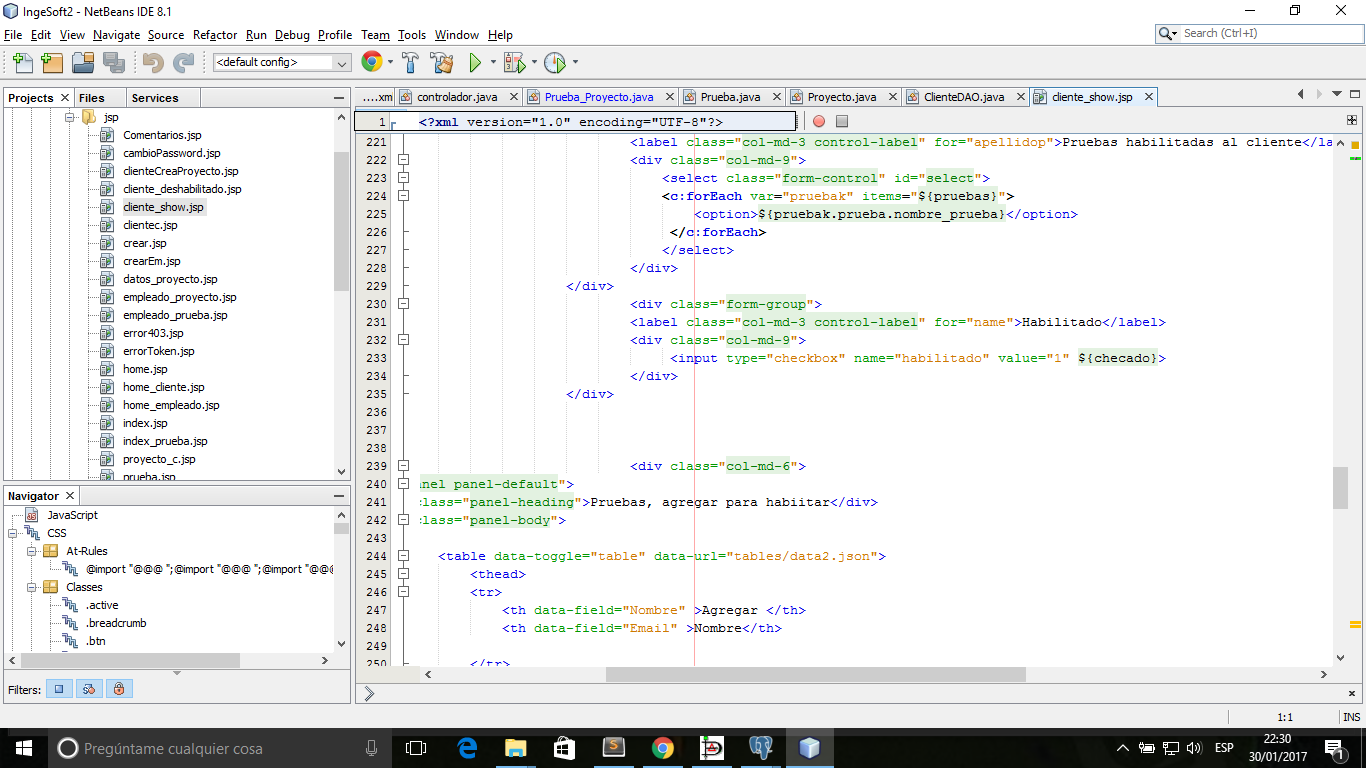 IngeSoft2 - NetBeans IDE 8.1
File Edit View Navigate Source Refactor Run Debug Profile Team Tools Window Help
Search (Ctrl+I)
<default config>
Projects Files Services
jsp
Comentarios.jsp
cambioPassword.jsp
clienteCreaProyecto.jsp
cliente_deshabilitado.jsp
cliente_show.jsp
clientec.jsp
crear.jsp
crearEm.jsp
datos_proyecto.jsp
empleado_proyecto.jsp
empleado_prueba.jsp
error403.jsp
errorToken.jsp
home.jsp
home_cliente.jsp
home_empleado.jsp
index.jsp
index_prueba.jsp
proyecto_c.jsp
prueba.jsp
Navigator
JavaScript
CSS
At-Rules
@import "@@@ ";@import "@@@ ";@import "@@@
Classes
.active
.breadcrumb
.btn
Filters:
....xm controlador.java Prueba_Proyecto.java Prueba.java Proyecto.java ClienteDAO.java cliente_show.jsp
1 <?xml version="1.0" encoding="UTF-8"?>
221 <label class="col-md-3 control-label" for="apellidop">Pruebas habilitadas al cliente</la
222 <div class="col-md-9">
223 <select class="form-control" id="select">
224 <c:forEach var="pruebak" items="${pruebas}">
225 <option>${pruebak.prueba.nombre_prueba}</option>
226 </c:forEach>
227 </select>
228 </div>
229 </div>
230 <div class="form-group">
231 <label class="col-md-3 control-label" for="name">Habilitado</label>
232 <div class="col-md-9">
233 <input type="checkbox" name="habilitado" value="1" ${checado}>
234 </div>
235 </div>
236
237
238
239 <div class="col-md-6">
240 nel panel-default">
241 class="panel-heading">Pruebas, agregar para habiitar</div>
242 class="panel-body">
243
244 <table data-toggle="table" data-url="tables/data2.json">
245 <thead>
246 <tr>
247 <th data-field="Nombre" >Agregar </th>
248 <th data-field="Email" >Nombre</th>
249
250 </tr>
1:1 INS
Pregúntame cualquier cosa
ESP
22:30
30/01/2017
1